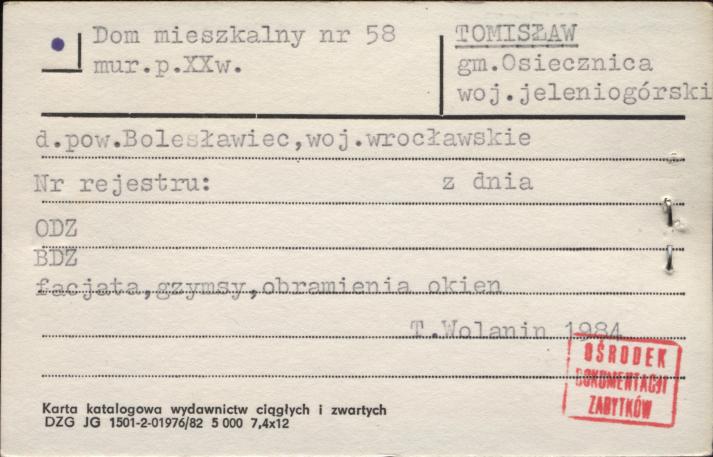 Dom mieszkalny nr 58
mur.p.XXw.
TOMISŁAW
gm.Osiecznica
woj.jeleniogórski
d.pow.Bolesławiec,woj.wrocławskie
Nr rejestru: z dnia
ODZ
BDZ
facjata,gzymsy,obramienia okien
T.Wolanin 1984
OŚRODEK
DOKUMENTACJI
ZABYTKÓW
Karta katalogowa wydawnictw ciągłych i zwartych
DZG JG 1501-2-01976/82 5 000 7,4x12